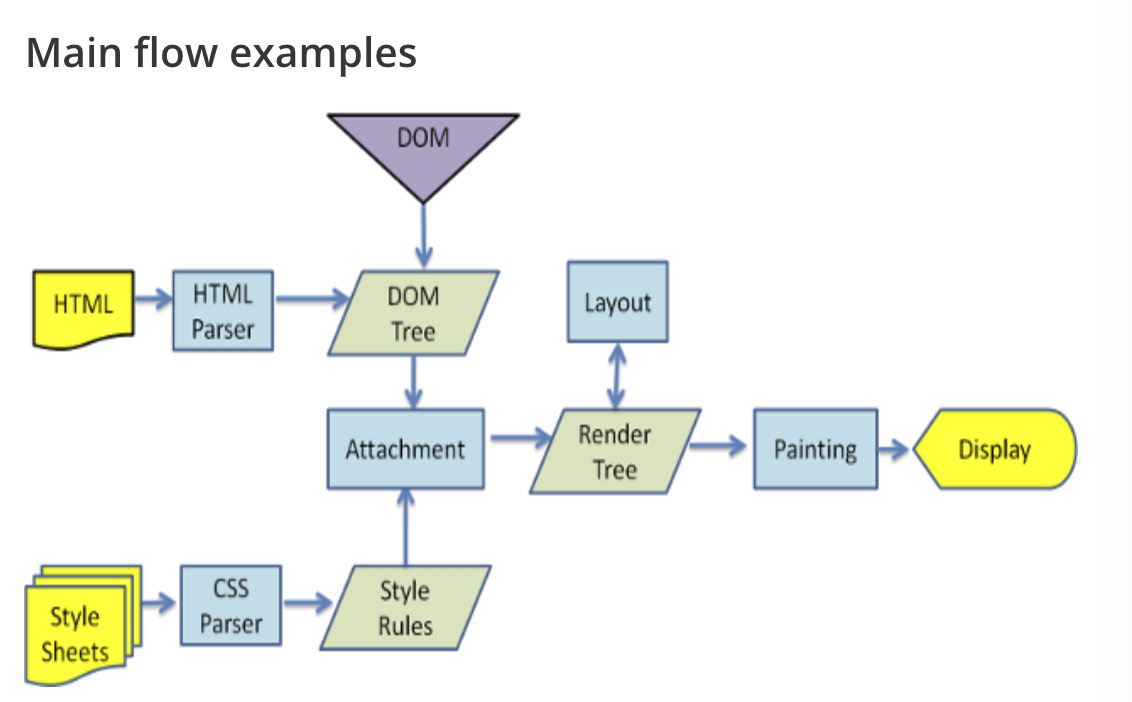 Main flow examples
DOM
HTML
HTML
Parser
DOM
Tree
Layout
Attachment
Render
Tree
Painting
Display
Style
Sheets
CSS
Parser
Style
Rules